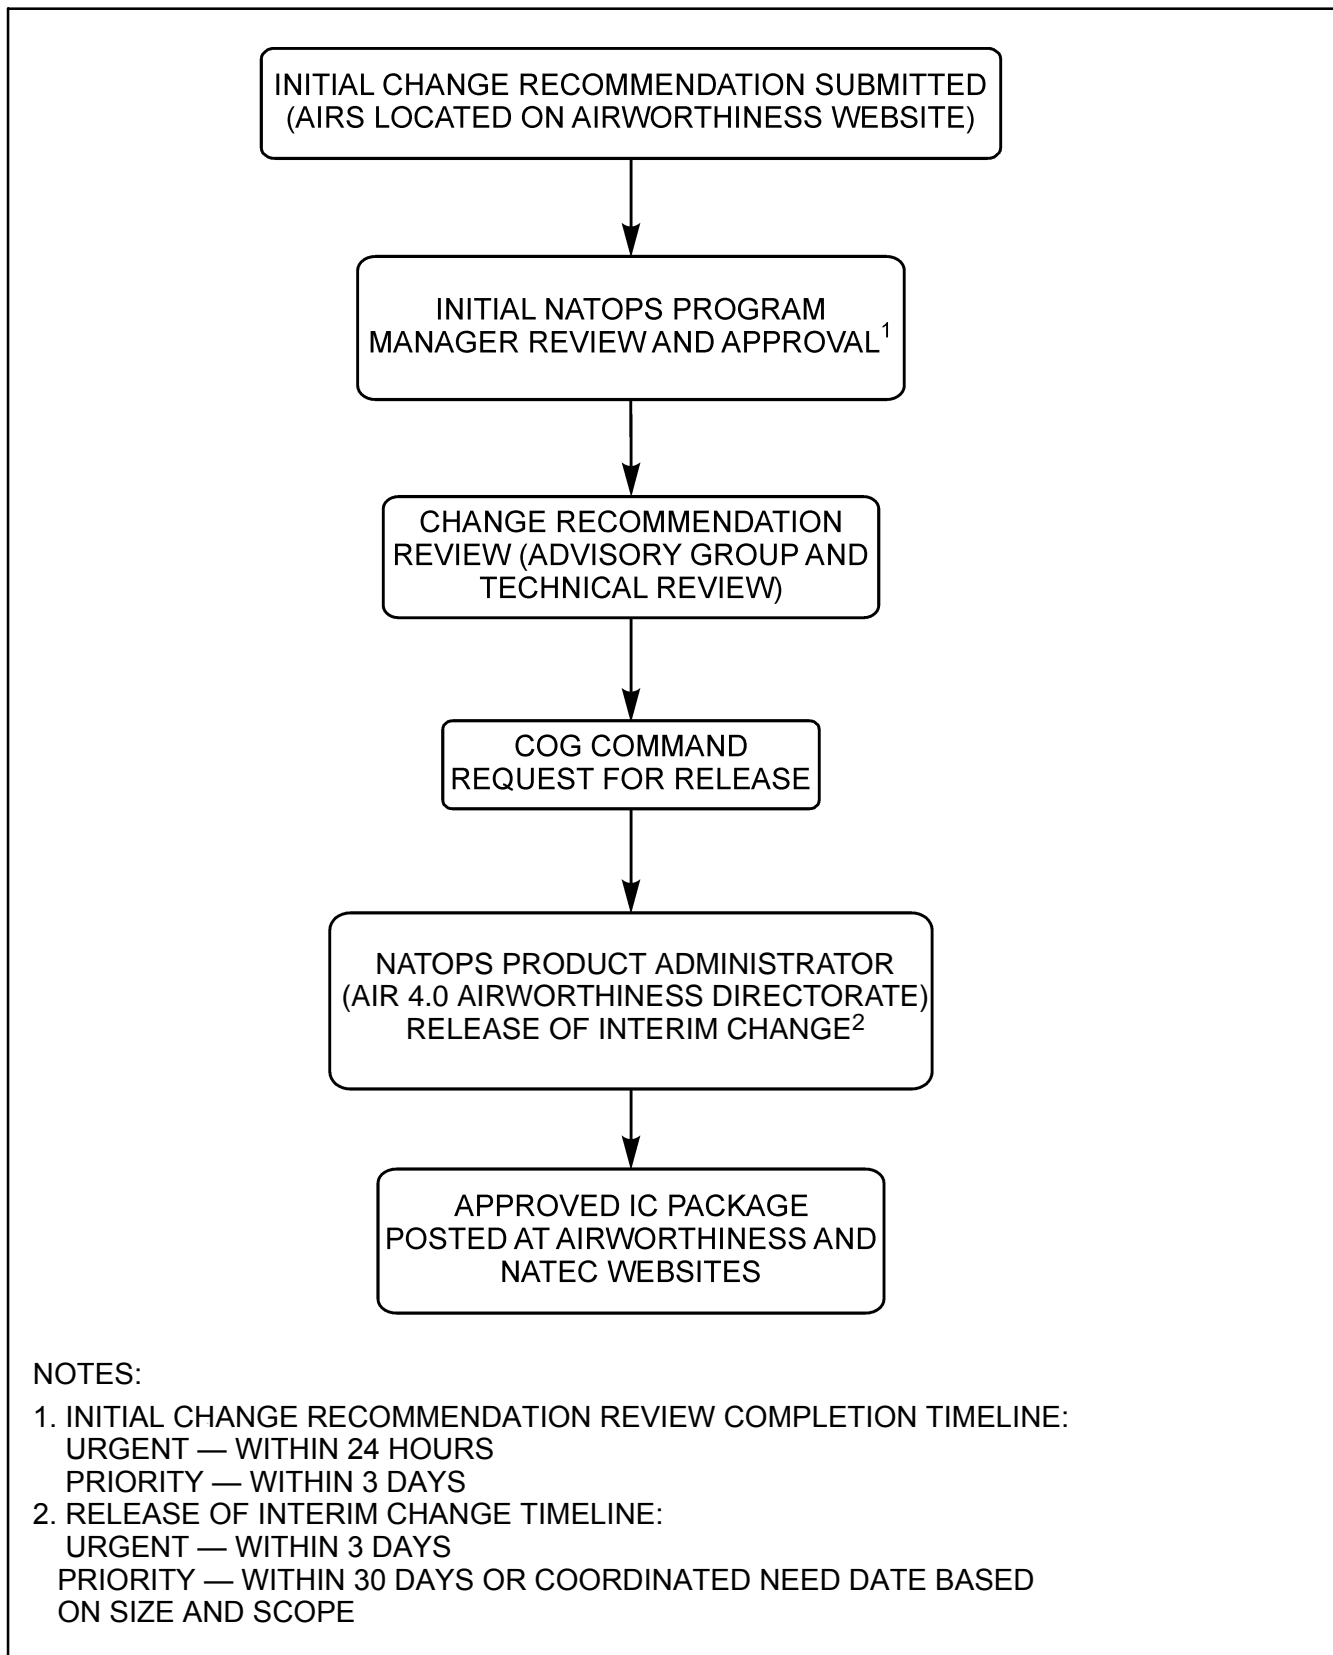 INITIAL CHANGE RECOMMENDATION SUBMITTED
(AIRS LOCATED ON AIRWORTHINESS WEBSITE)
INITIAL NATOPS PROGRAM
MANAGER REVIEW AND APPROVAL¹
CHANGE RECOMMENDATION
REVIEW (ADVISORY GROUP AND
TECHNICAL REVIEW)
COG COMMAND
REQUEST FOR RELEASE
NATOPS PRODUCT ADMINISTRATOR
(AIR 4.0 AIRWORTHINESS DIRECTORATE)
RELEASE OF INTERIM CHANGE²
APPROVED IC PACKAGE
POSTED AT AIRWORTHINESS AND
NATEC WEBSITES
NOTES:
1. INITIAL CHANGE RECOMMENDATION REVIEW COMPLETION TIMELINE:
URGENT — WITHIN 24 HOURS
PRIORITY — WITHIN 3 DAYS
2. RELEASE OF INTERIM CHANGE TIMELINE:
URGENT — WITHIN 3 DAYS
PRIORITY — WITHIN 30 DAYS OR COORDINATED NEED DATE BASED
ON SIZE AND SCOPE